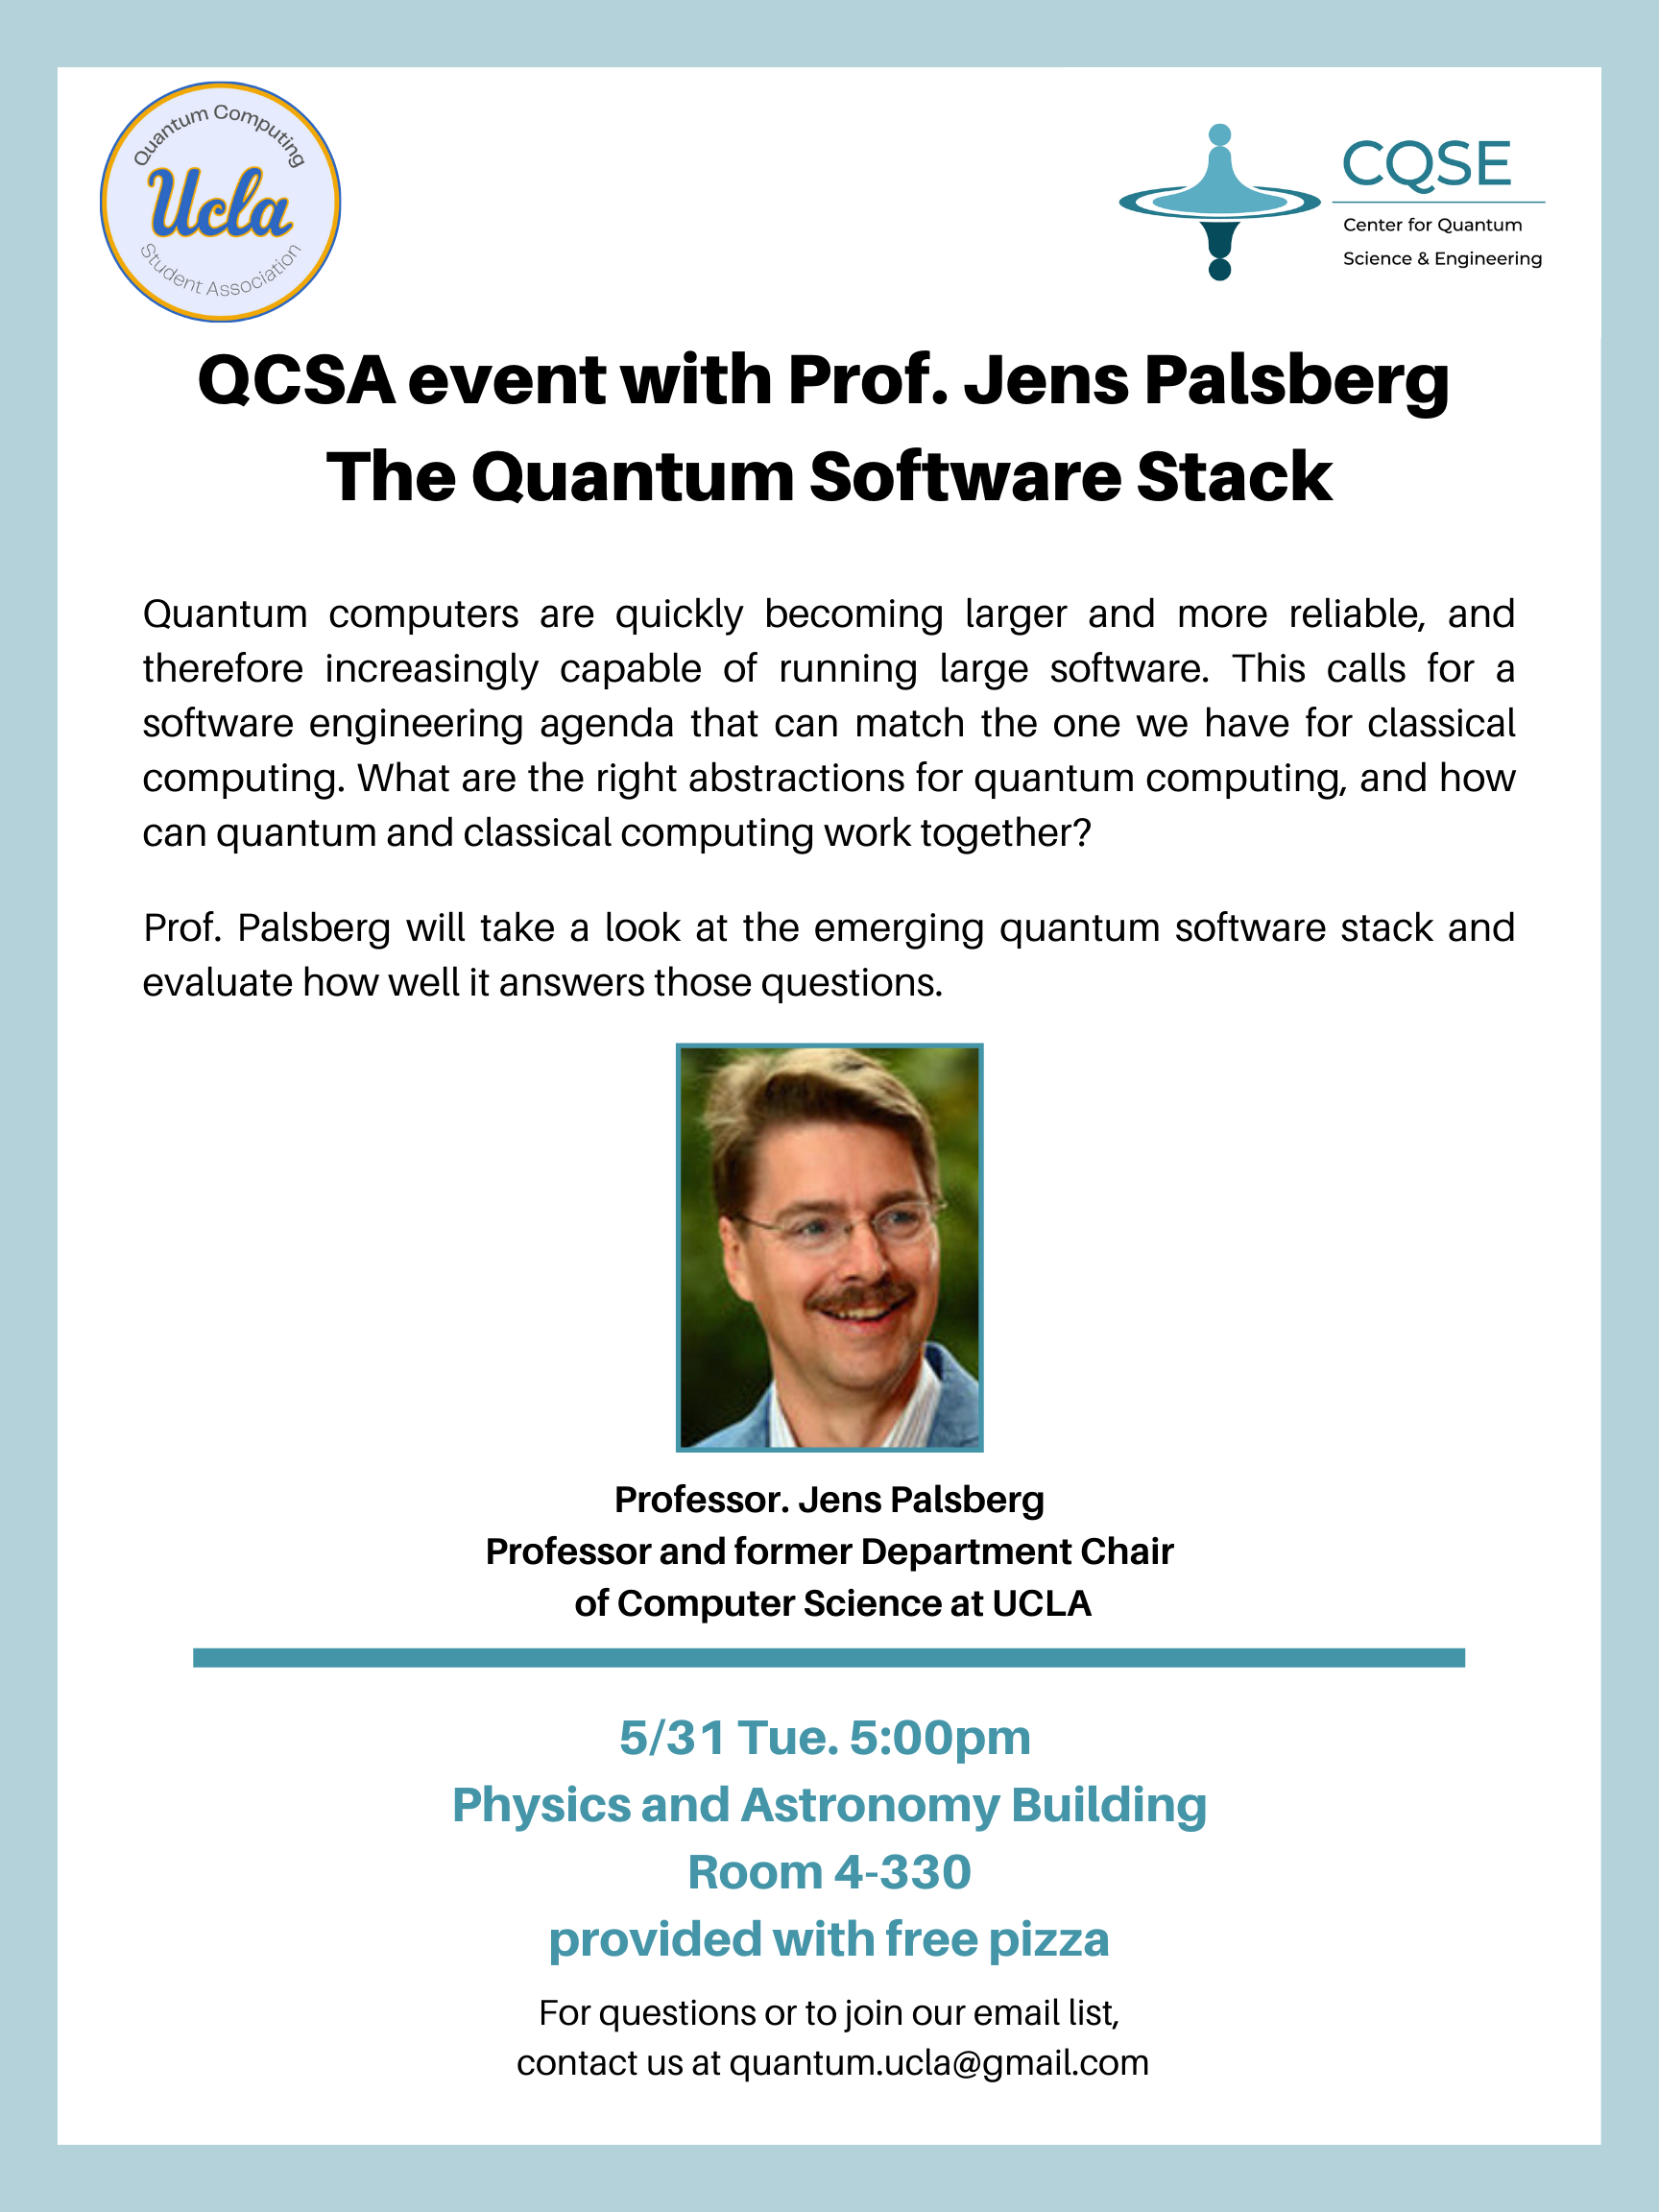 Quantum Computing
Ucla
Student Association
CQSE
Center for Quantum
Science & Engineering
QCSA event with Prof. Jens Palsberg
The Quantum Software Stack
Quantum computers are quickly becoming larger and more reliable, and
therefore increasingly capable of running large software. This calls for a
software engineering agenda that can match the one we have for classical
computing. What are the right abstractions for quantum computing, and how
can quantum and classical computing work together?
Prof. Palsberg will take a look at the emerging quantum software stack and
evaluate how well it answers those questions.
Professor. Jens Palsberg
Professor and former Department Chair
of Computer Science at UCLA
5/31 Tue. 5:00pm
Physics and Astronomy Building
Room 4-330
provided with free pizza
For questions or to join our email list,
contact us at quantum.ucla@gmail.com